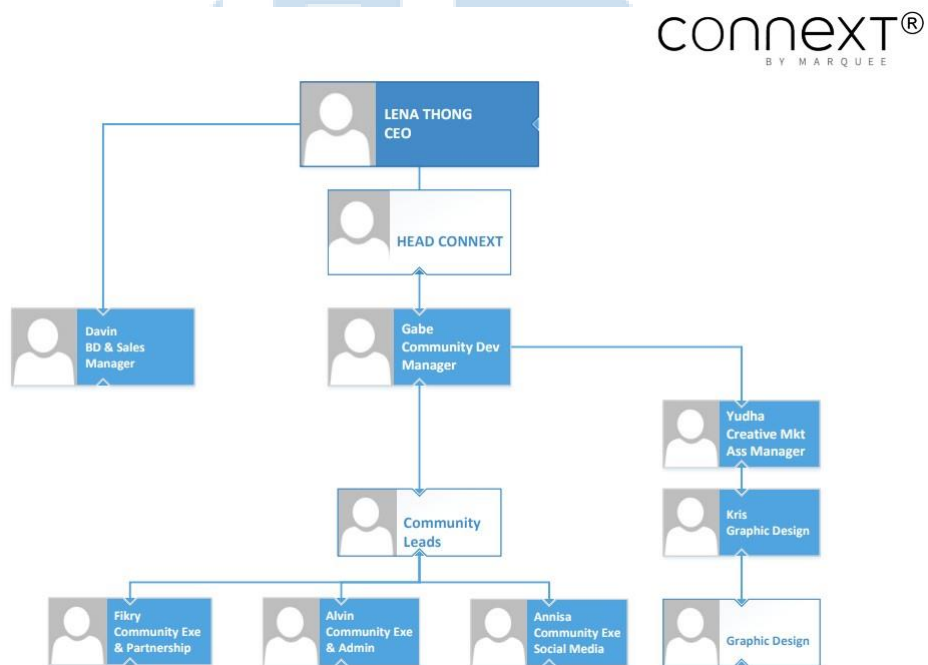 connexT®
BY MARQUEE
LENA THONG
CEO
HEAD CONNEXT
Davin
BD & Sales
Manager
Gabe
Community Dev
Manager
Yudha
Creative Mkt
Ass Manager
Community
Leads
Kris
Graphic Design
Fikry
Community Exe
& Partnership
Alvin
Community Exe
& Admin
Annisa
Community Exe
Social Media
Graphic Design